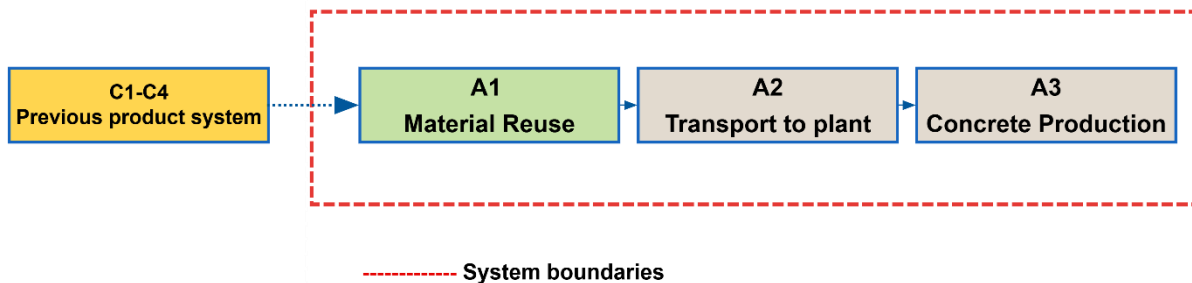 C1-C4
Previous product system
A1
Material Reuse
A2
Transport to plant
A3
Concrete Production
System boundaries